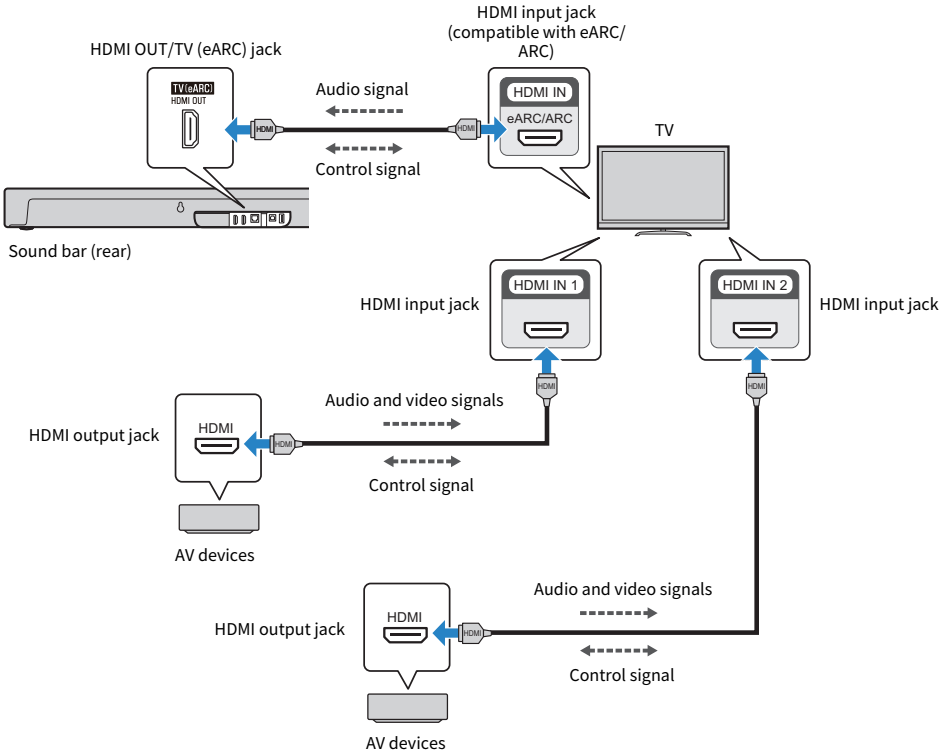 HDMI input jack
(compatible with eARC/
ARC)
HDMI OUT/TV (eARC) jack
TV(eARC)
HDMI OUT
Audio signal
HDMI IN
eARC/ARC
HDMI
HDMI
Control signal
TV
Sound bar (rear)
HDMI input jack
HDMI IN 1
HDMI IN 2
HDMI input jack
HDMI
HDMI
Audio and video signals
HDMI output jack
HDMI
HDMI
Control signal
AV devices
Audio and video signals
HDMI output jack
HDMI
HDMI
Control signal
AV devices